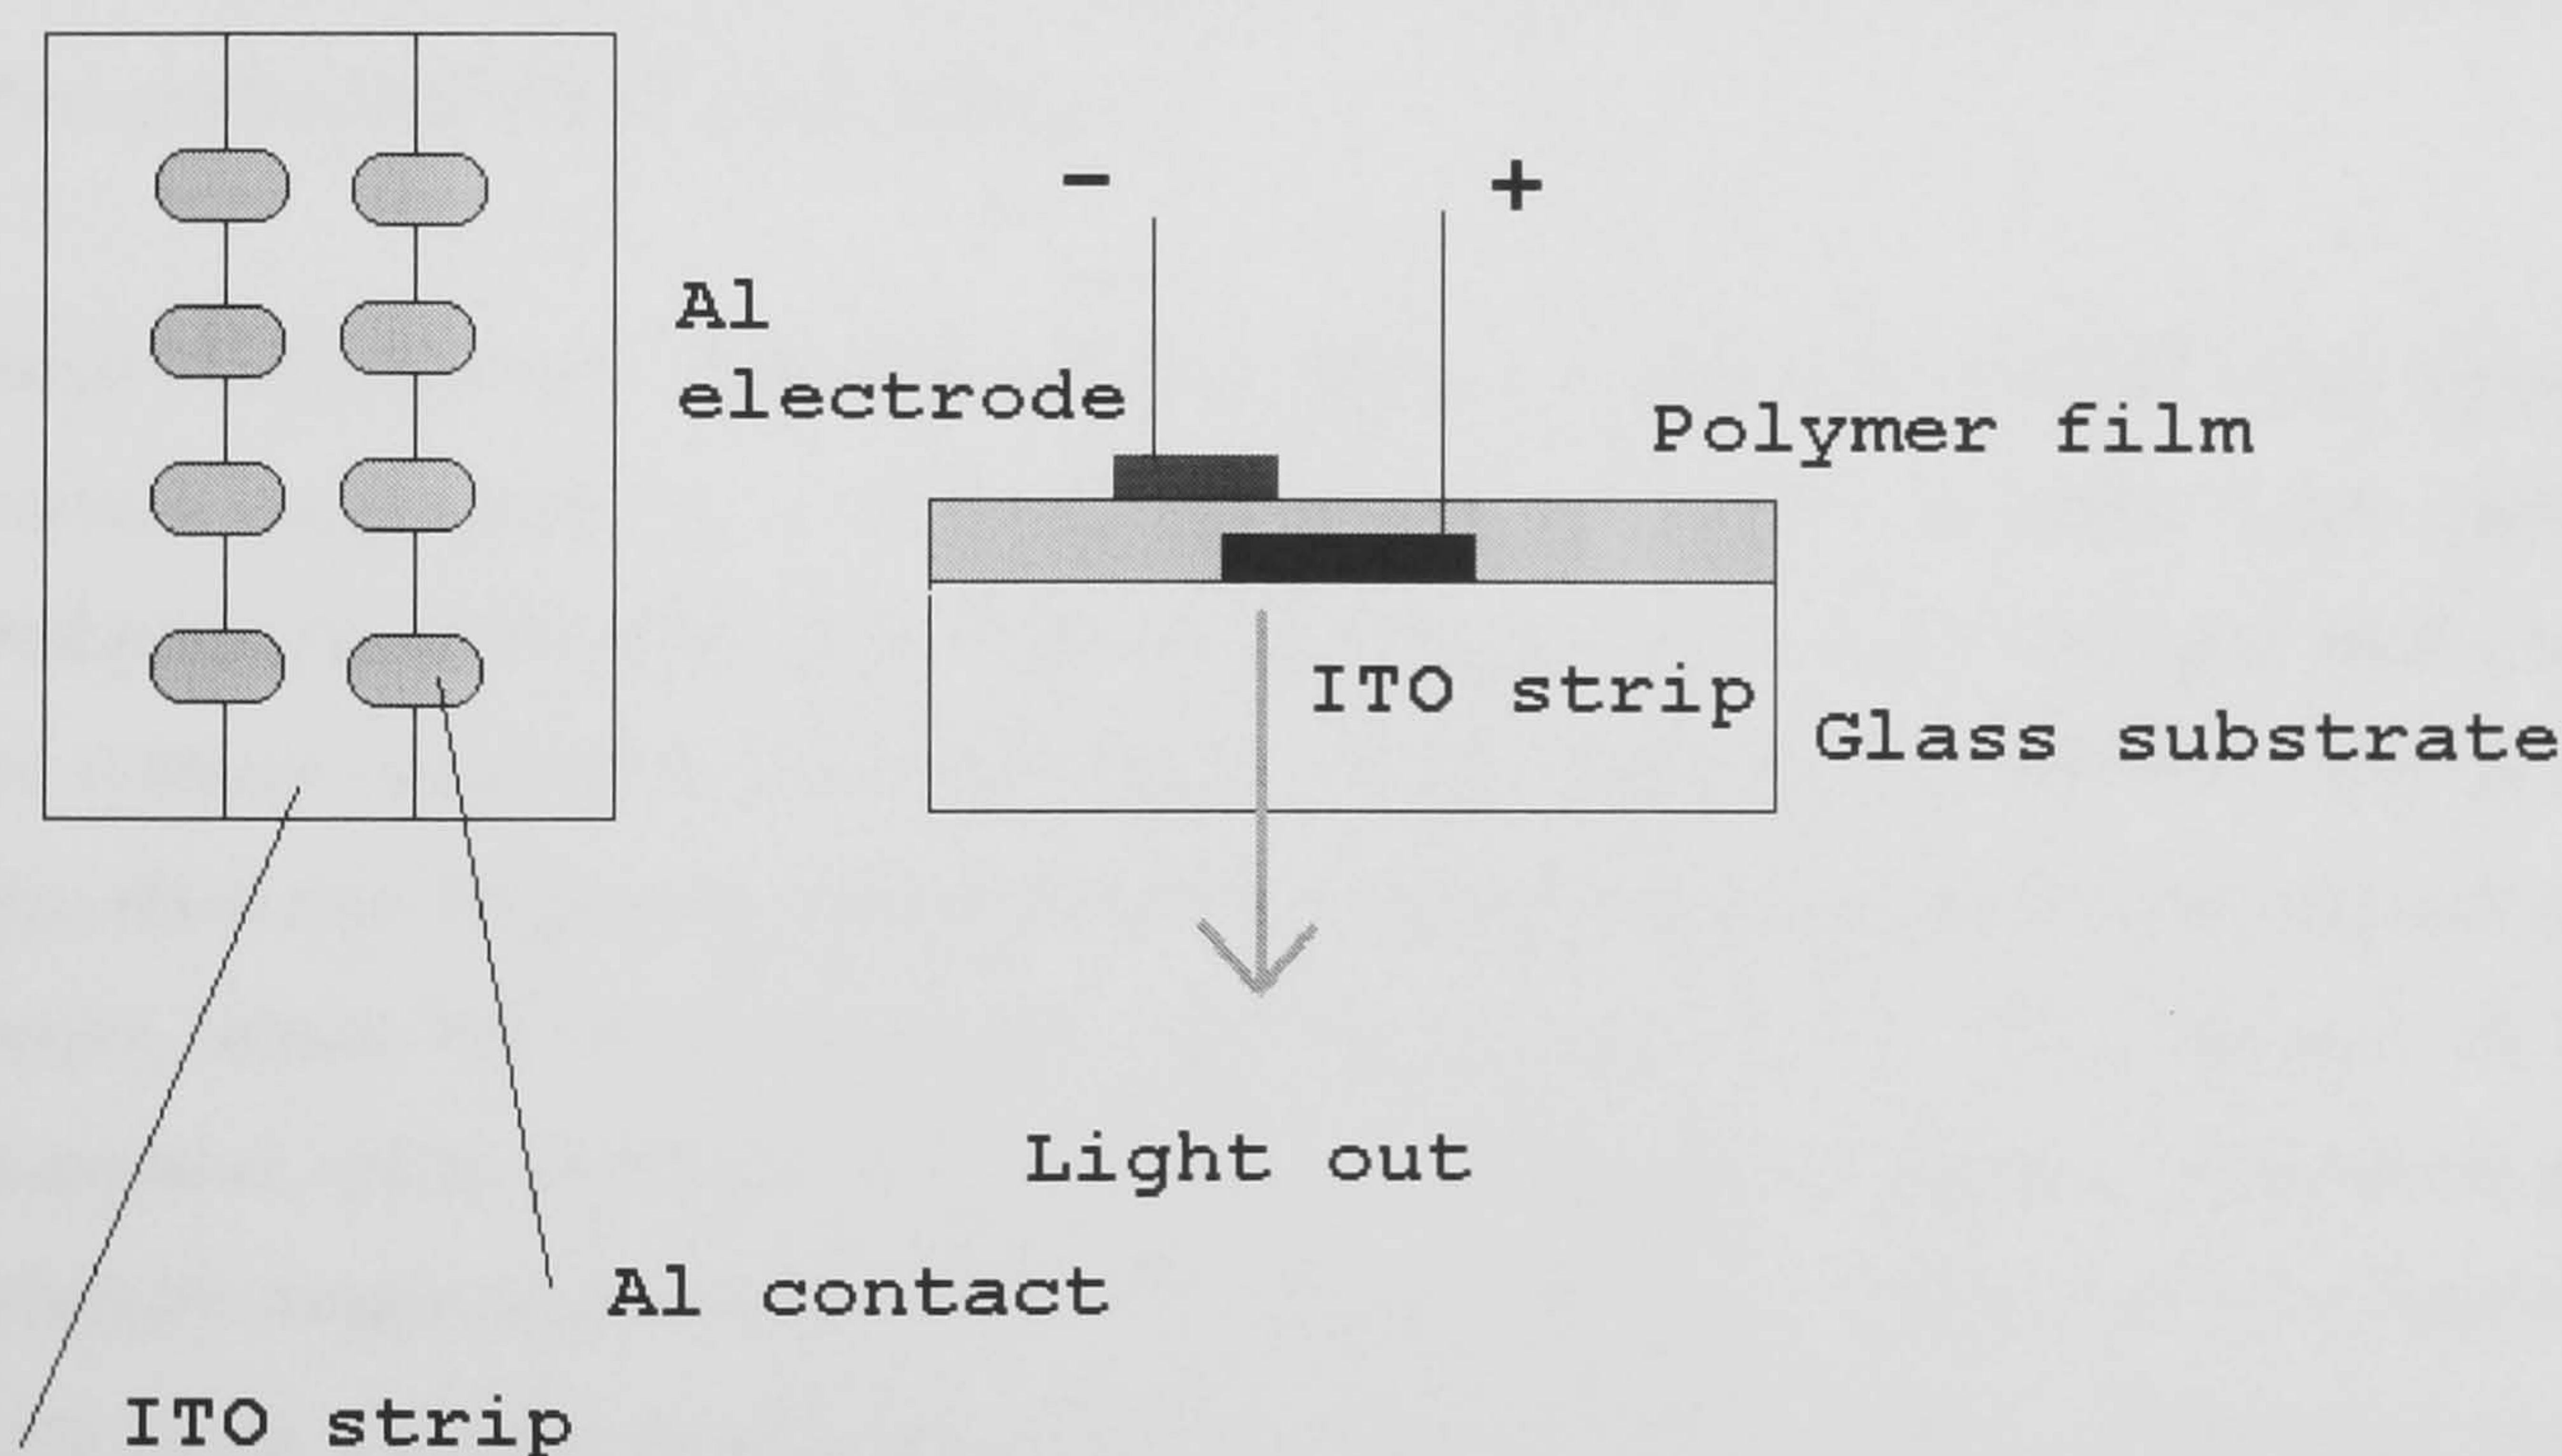 -
+
Al
electrode
Polymer film
ITO strip
Glass substrate
Light out
Al contact
ITO strip